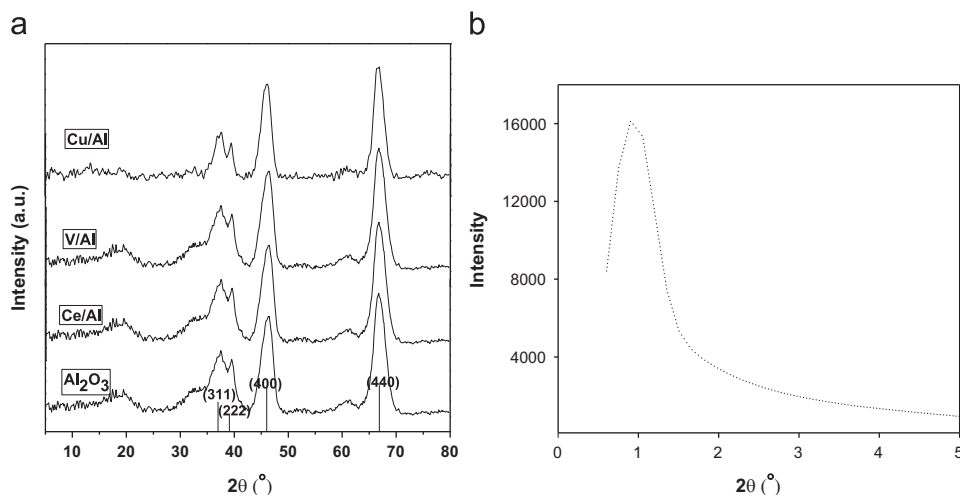 a
Intensity (a.u.)
Cu/Al
V/Al
Ce/Al
Al₂O₃
(311)
(222)
(400)
(440)
10 20 30 40 50 60 70 80
2θ (°)
b
Intensity
16000
12000
8000
4000
0 1 2 3 4 5
2θ (°)